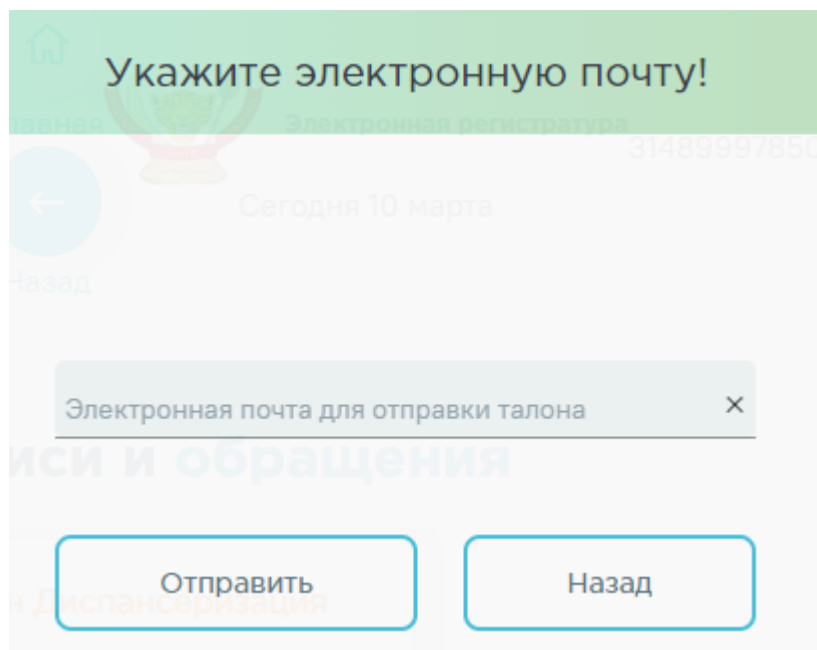 Укажите электронную почту!
Главная
Электронная регистратура
31489997850
Сегодня 10 марта
Назад
Электронная почта для отправки талона
иси и обращения
Отправить
Назад
я Диспансеризация